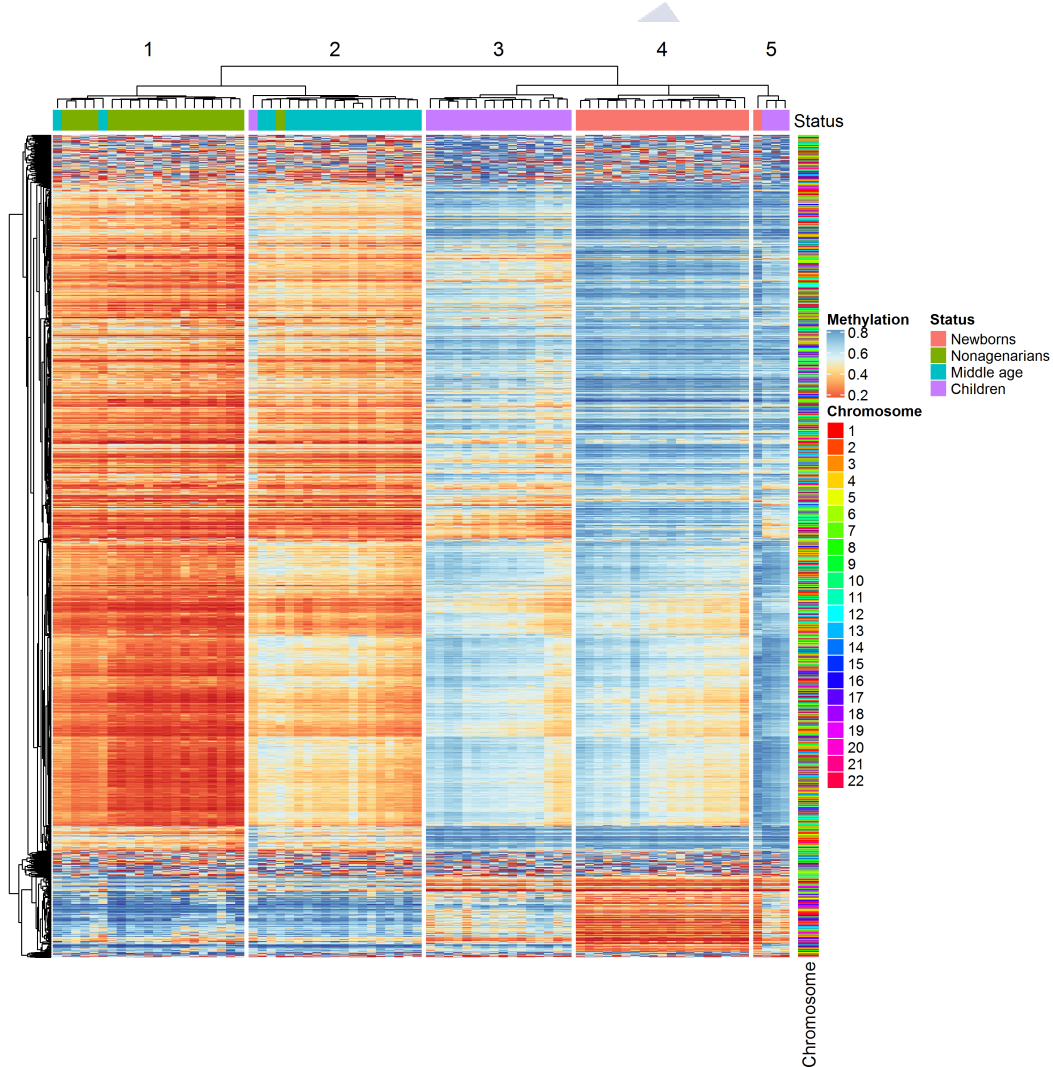 1 2 3 4 5
Status
Methylation
0.8
0.6
0.4
0.2
Status
Newborns
Nonagenarians
Middle age
Children
Chromosome
1
2
3
4
5
6
7
8
9
10
11
12
13
14
15
16
17
18
19
20
21
22
Chromosome